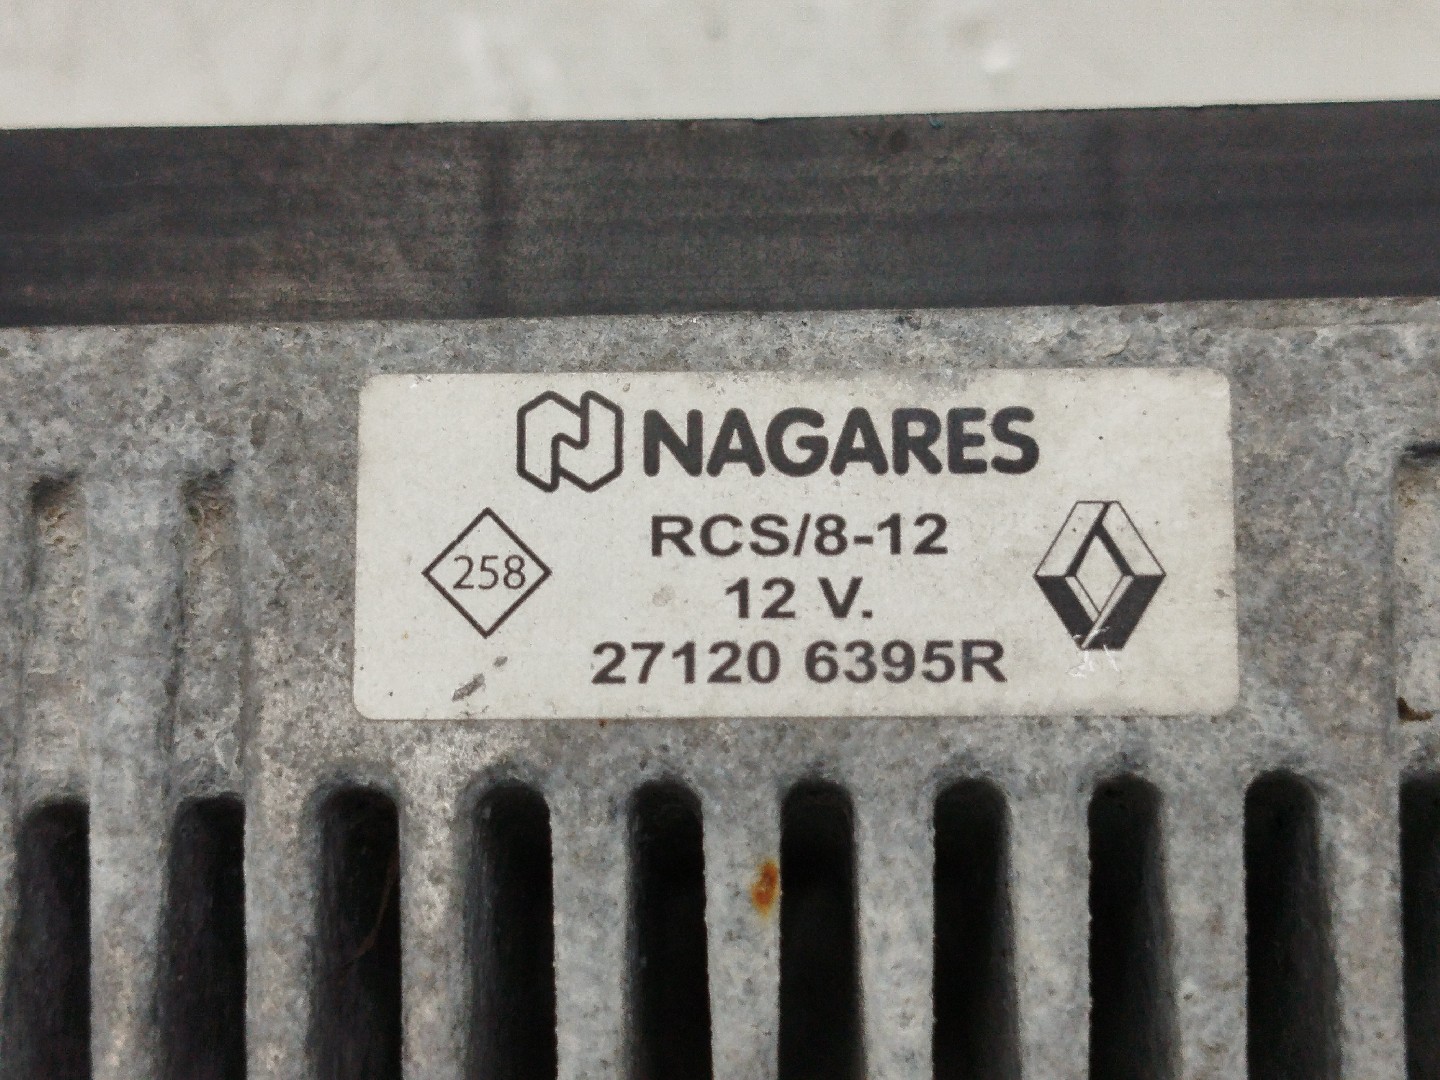 NAGARES
RCS/8-12
258
12 V.
27120 6395R